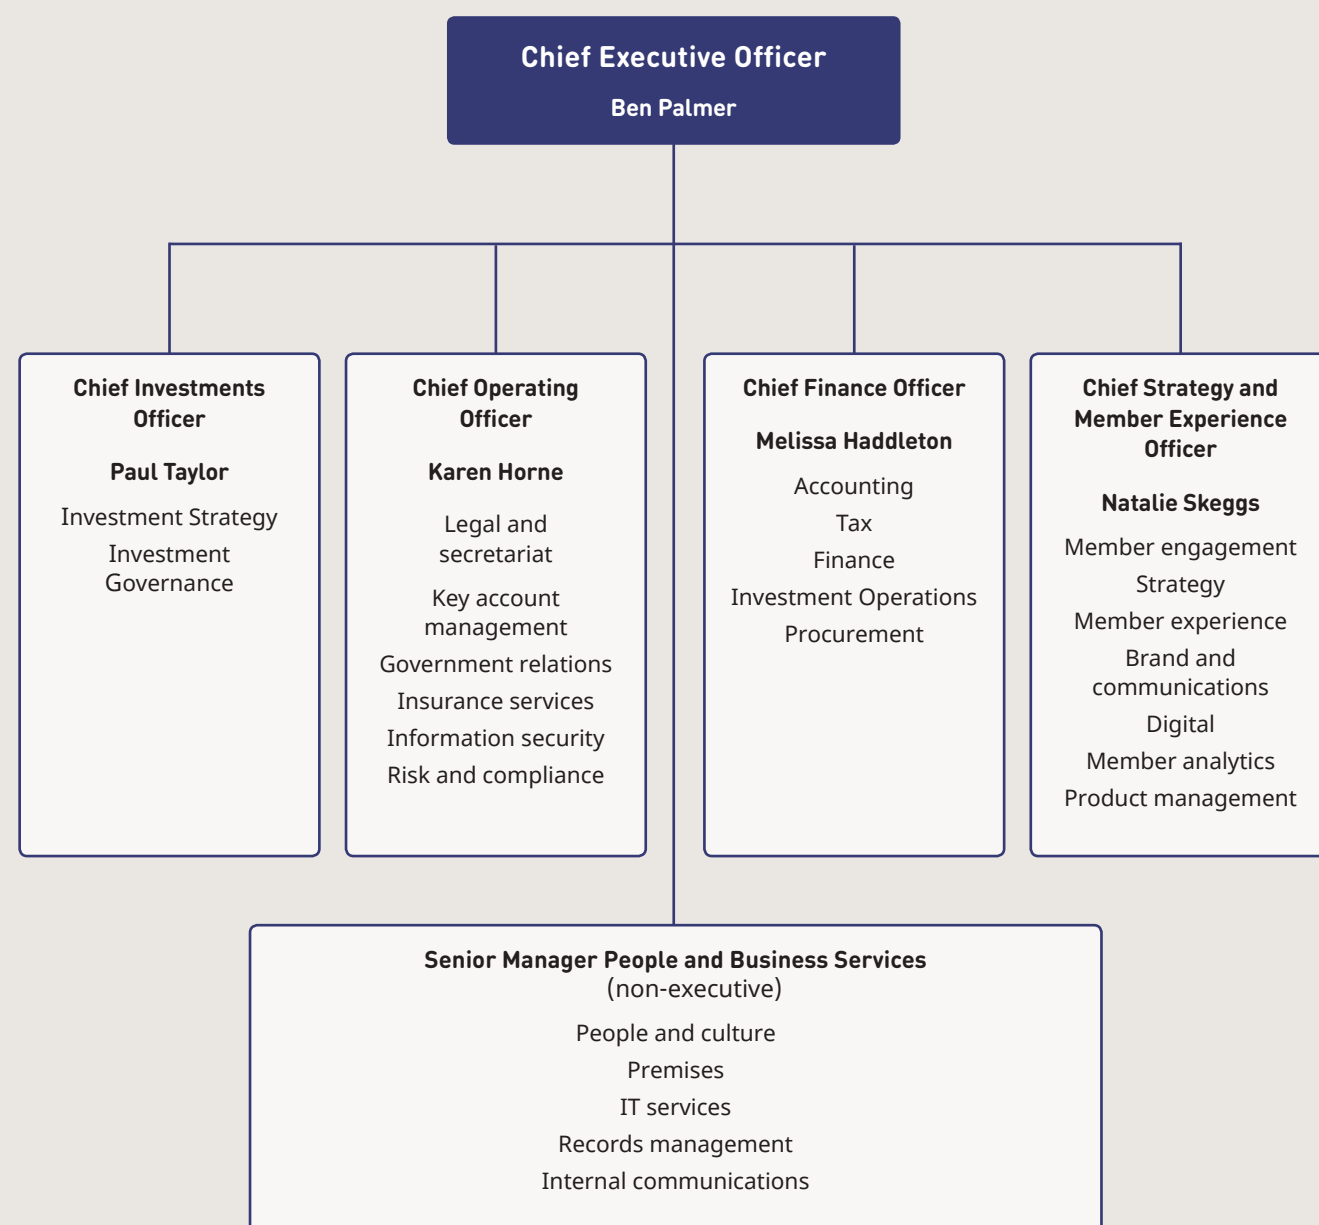 Chief Executive Officer
Ben Palmer
Chief Investments
Officer
Paul Taylor
Investment Strategy
Investment
Governance
Chief Operating
Officer
Karen Horne
Legal and
secretariat
Key account
management
Government relations
Insurance services
Information security
Risk and compliance
Chief Finance Officer
Melissa Haddleton
Accounting
Tax
Finance
Investment Operations
Procurement
Chief Strategy and
Member Experience
Officer
Natalie Skeggs
Member engagement
Strategy
Member experience
Brand and
communications
Digital
Member analytics
Product management
Senior Manager People and Business Services
(non-executive)
People and culture
Premises
IT services
Records management
Internal communications